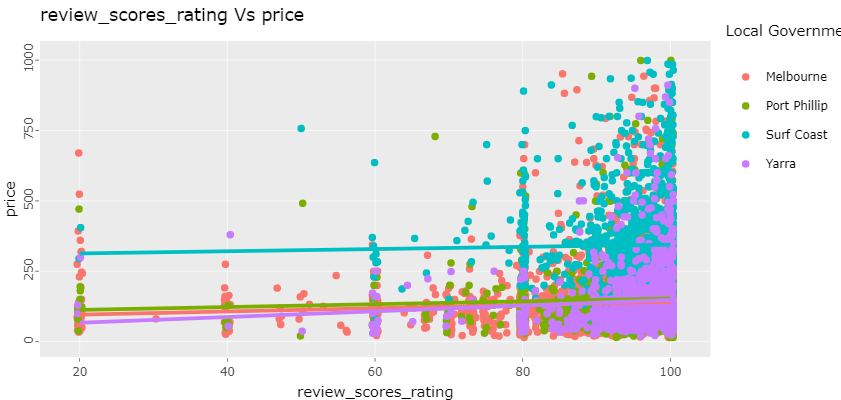 review_scores_rating Vs price
Local Governme
Melbourne
Port Phillip
Surf Coast
Yarra
price
1000
750
500
250
0
20 40 60 80 100
review_scores_rating